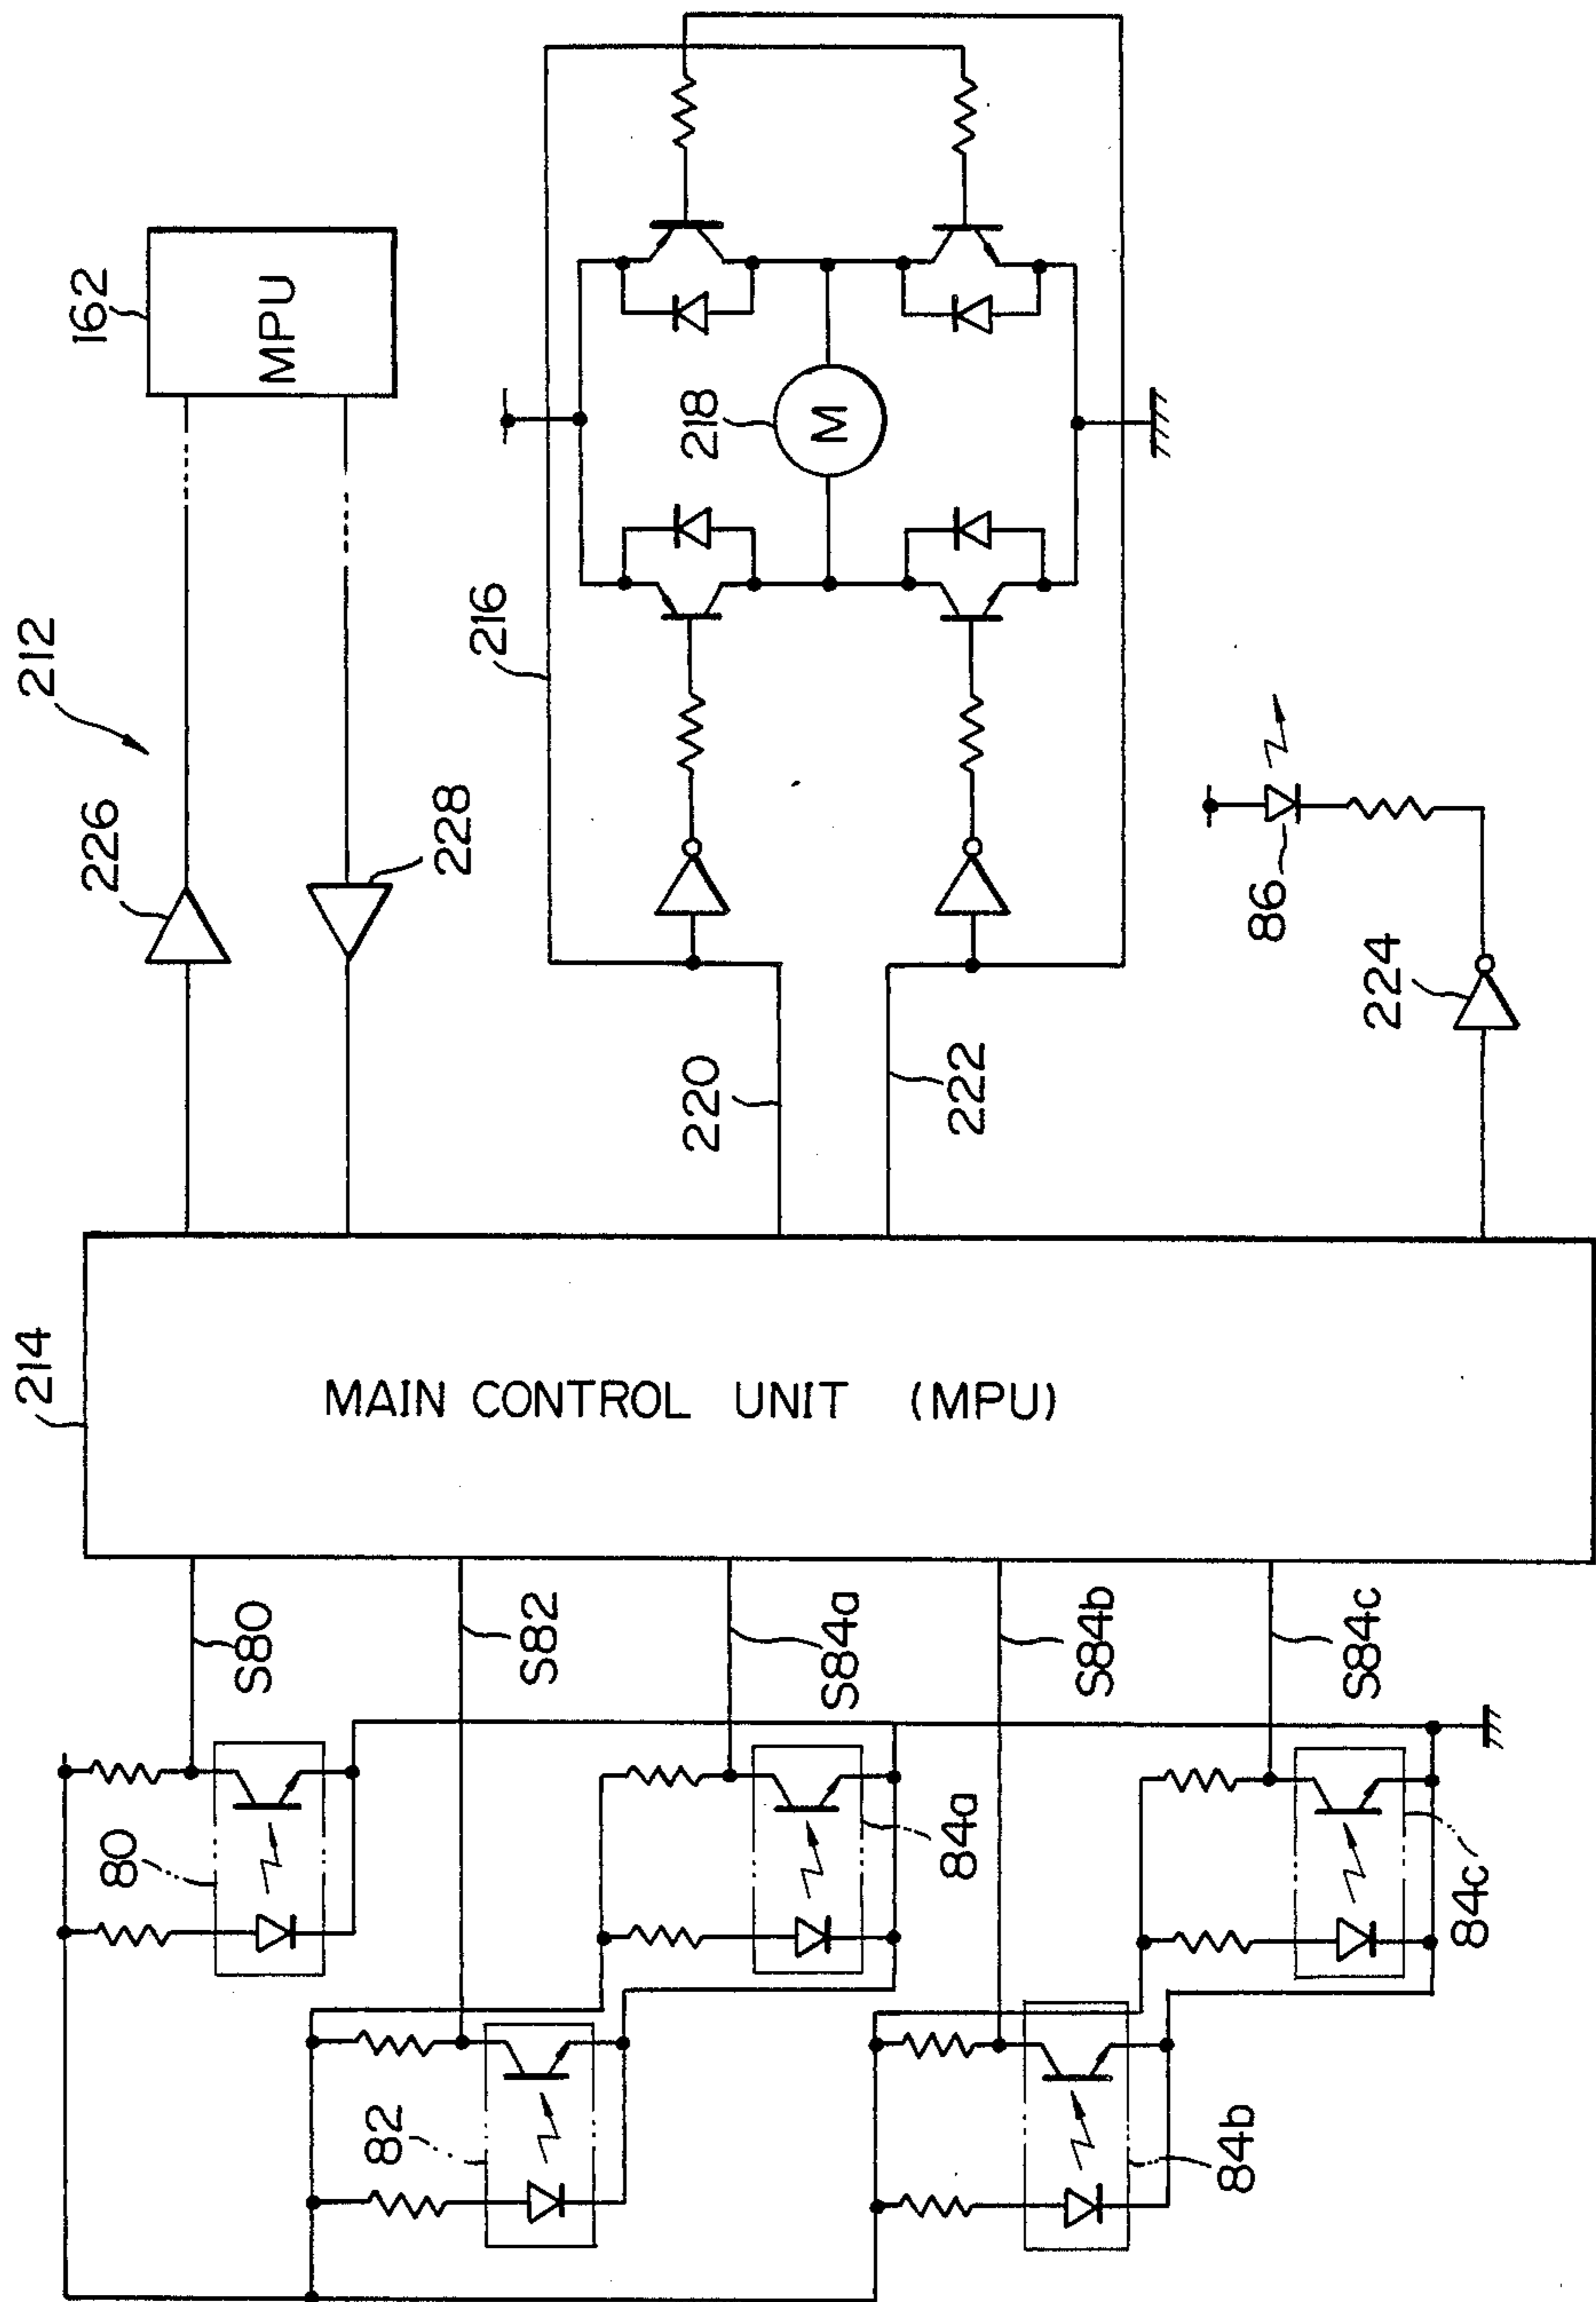 212
162
MPU
226
228
216
218
M
220
222
86
224
214
MAIN CONTROL UNIT (MPU)
S80
S82
S84a
S84b
S84c
80
82
84a
84b
84c